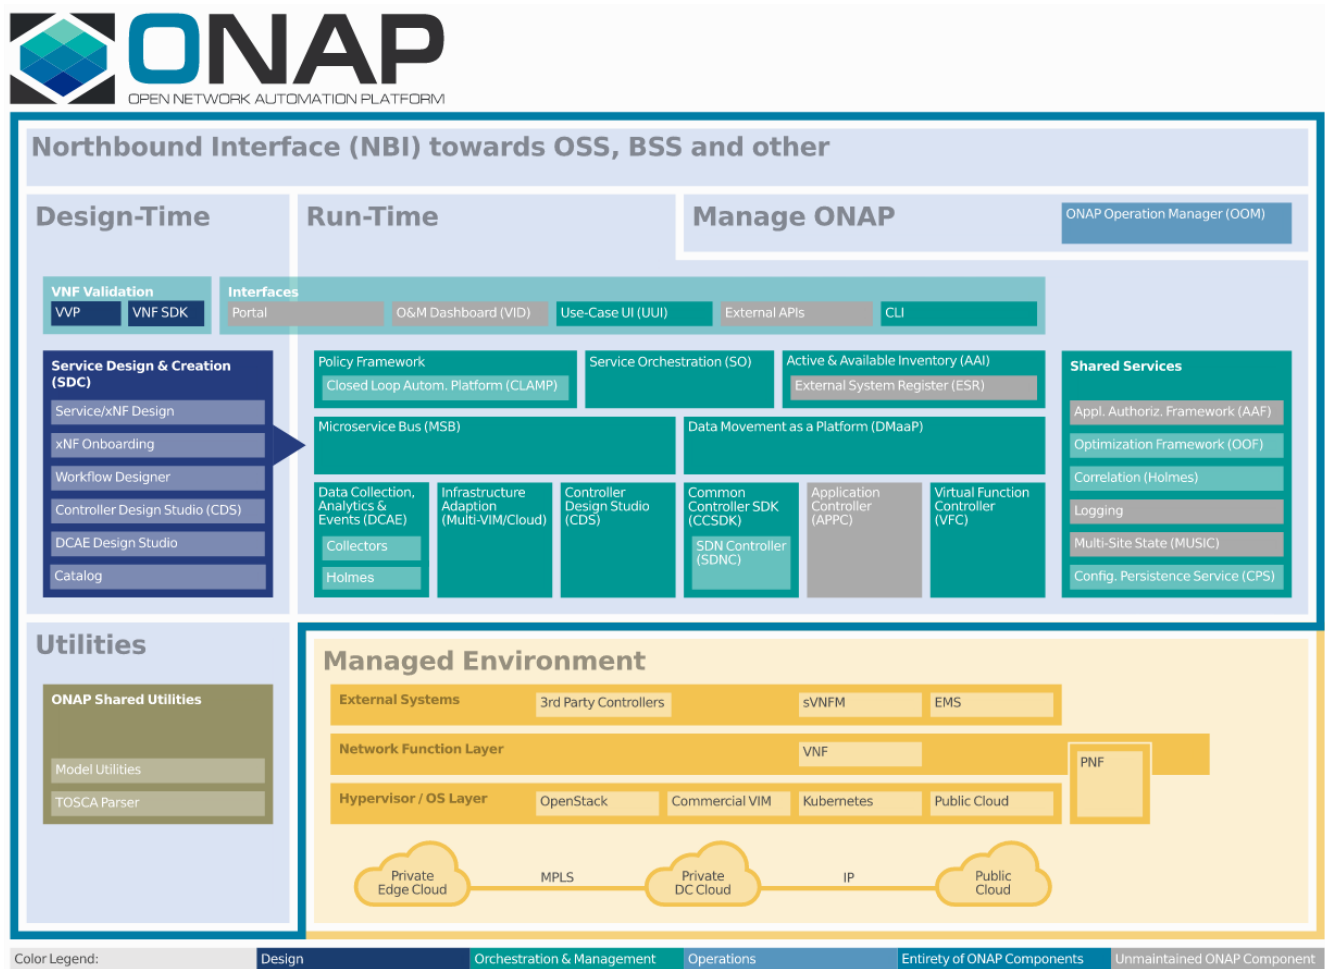 ONAP
OPEN NETWORK AUTOMATION PLATFORM
Northbound Interface (NBI) towards OSS, BSS and other
Design-Time
Run-Time
Manage ONAP
ONAP Operation Manager (OOM)
VNF Validation
VVP
VNF SDK
Interfaces
Portal
O&M Dashboard (VID)
Use-Case UI (UUI)
External APIs
CLI
Service Design & Creation
(SDC)
Service/xNF Design
xNF Onboarding
Workflow Designer
Controller Design Studio (CDS)
DCAE Design Studio
Catalog
Policy Framework
Closed Loop Autom. Platform (CLAMP)
Service Orchestration (SO)
Active & Available Inventory (AAI)
External System Register (ESR)
Microservice Bus (MSB)
Data Movement as a Platform (DMaaP)
Data Collection,
Analytics &
Events (DCAE)
Collectors
Holmes
Infrastructure
Adaption
(Multi-VIM/Cloud)
Controller
Design Studio
(CDS)
Common
Controller SDK
(CCSDK)
SDN Controller
(SDNC)
Application
Controller
(APPC)
Virtual Function
Controller
(VFC)
Shared Services
Appl. Authoriz. Framework (AAF)
Optimization Framework (OOF)
Correlation (Holmes)
Logging
Multi-Site State (MUSIC)
Config. Persistence Service (CPS)
Utilities
ONAP Shared Utilities
Model Utilities
TOSCA Parser
Managed Environment
External Systems
3rd Party Controllers
sVNFM
EMS
Network Function Layer
VNF
PNF
Hypervisor / OS Layer
OpenStack
Commercial VIM
Kubernetes
Public Cloud
Private
Edge Cloud
MPLS
Private
DC Cloud
IP
Public
Cloud
Color Legend:
Design
Orchestration & Management
Operations
Entirety of ONAP Components
Unmaintained ONAP Component